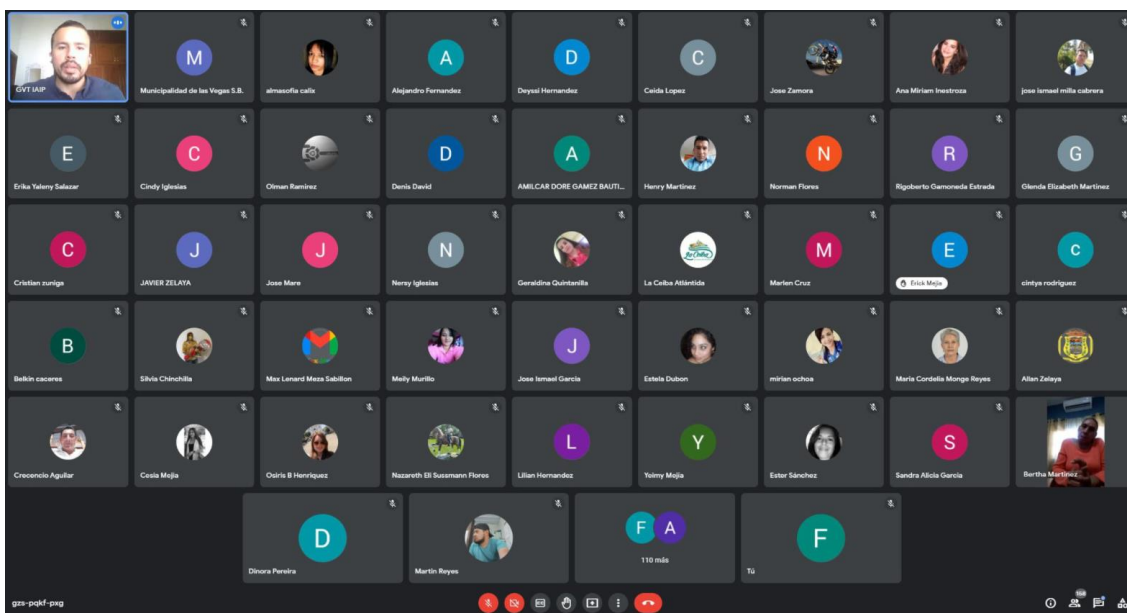 GVT IAIP
M
Municipalidad de las Vegas S.B.
almasofia calix
A
Alejandro Fernandez
D
Deyssi Hernandez
C
Ceida Lopez
Jose Zamora
Ana Miriam Inestroza
jose ismael milla cabrera
E
Erika Yaleny Salazar
C
Cindy Iglesias
Olman Ramirez
D
Denis David
A
AMILCAR DORE GAMEZ BAUTI...
Henry Martinez
N
Norman Flores
R
Rigoberto Gamoneda Estrada
G
Glenda Elizabeth Martinez
C
Cristian zuniga
J
JAVIER ZELAYA
J
Jose Mare
N
Nersy Iglesias
Geraldine Quintanilla
La Ceiba
La Ceiba Atlántida
M
Marlen Cruz
E
Erick Mejia
c
cintya rodriguez
B
Belkin caceres
Silvia Chinchilla
Max Lenard Meza Sabillon
Meily Murillo
J
Jose Ismael Garcia
Estela Dubon
mirian ochoa
Maria Cordelia Monge Reyes
Allan Zelaya
Crecencio Aguilar
Cesia Mejia
Osiris B Henriquez
Nazaroth Eli Sussmann Flores
L
Lilian Hernandez
Y
Yeimy Mejia
Ester Sánchez
S
Sandra Alicia Garcia
Bertha Martinez
D
Dinora Pereira
Martin Reyes
F A
110 más
F
Tú
gzs-pqkf-pxg